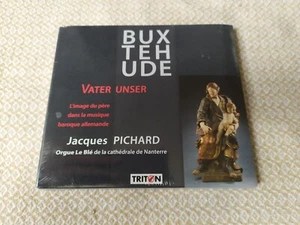 BUX
TEH
UDE
VATER UNSER
L'image du père
dans la musique
baroque allemande
Jacques PICHARD
Orgue Le Blé de la cathédrale de Nanterre
TRITON